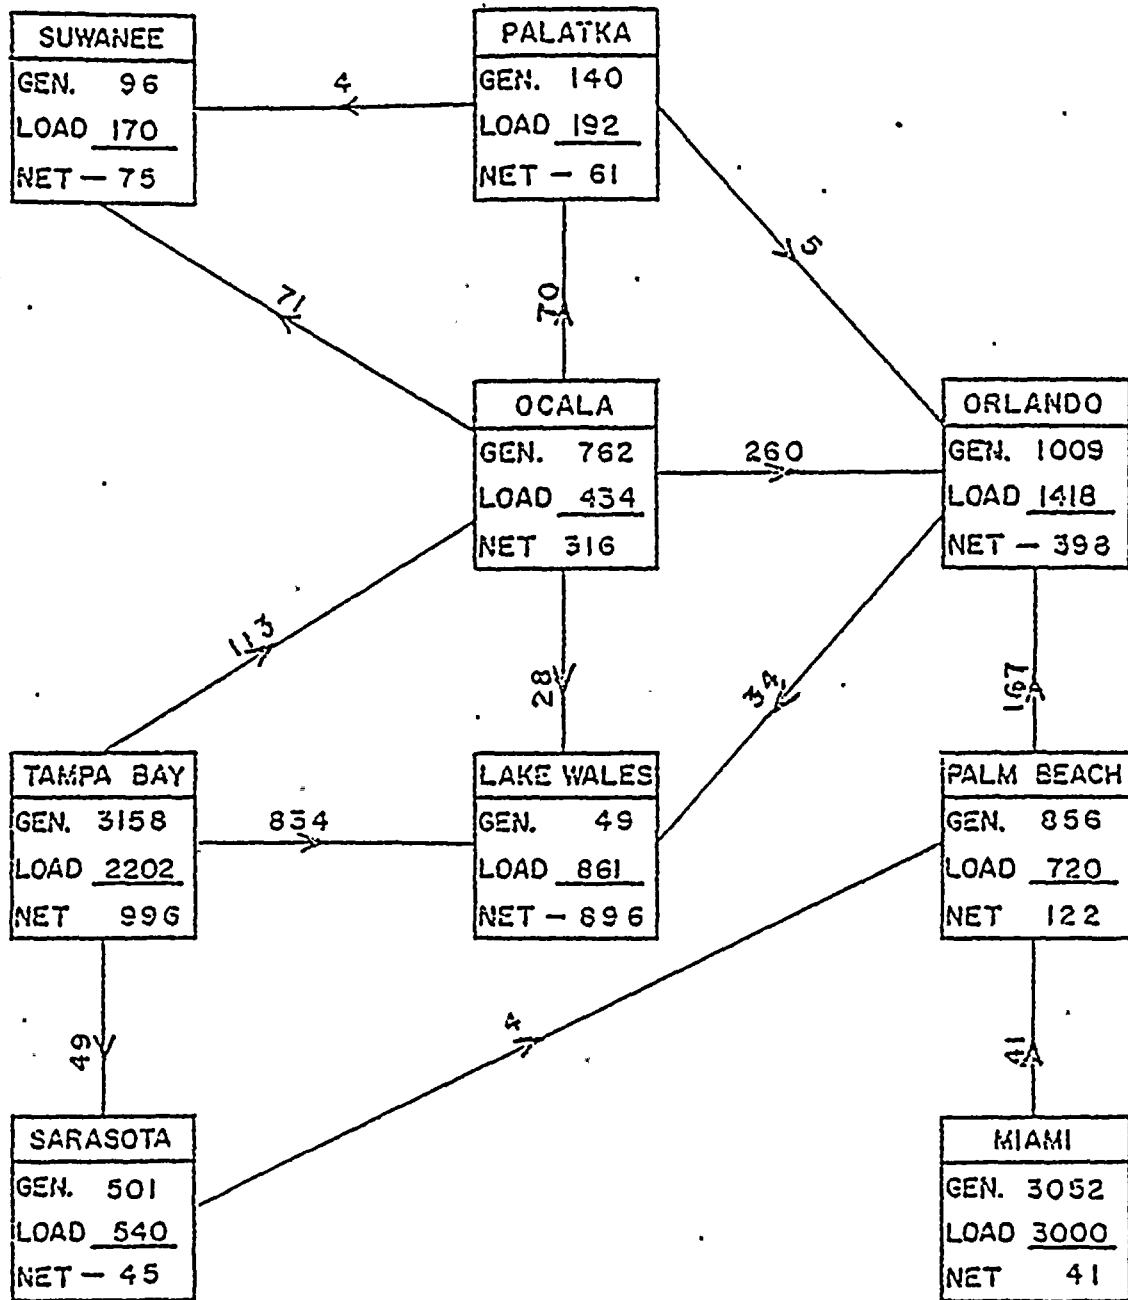 SUWANEE
GEN. 96
LOAD 170
NET - 75
4
PALATKA
GEN. 140
LOAD 192
NET - 61
5
71
70
OCALA
GEN. 762
LOAD 434
NET 316
260
ORLANDO
GEN. 1009
LOAD 1418
NET - 398
113
28
34
167
TAMPA BAY
GEN. 3158
LOAD 2202
NET 996
834
LAKE WALES
GEN. 49
LOAD 861
NET - 896
PALM BEACH
GEN. 856
LOAD 720
NET 122
49
4
41
SARASOTA
GEN. 501
LOAD 540
NET - 45
MIAMI
GEN. 3052
LOAD 3000
NET 41